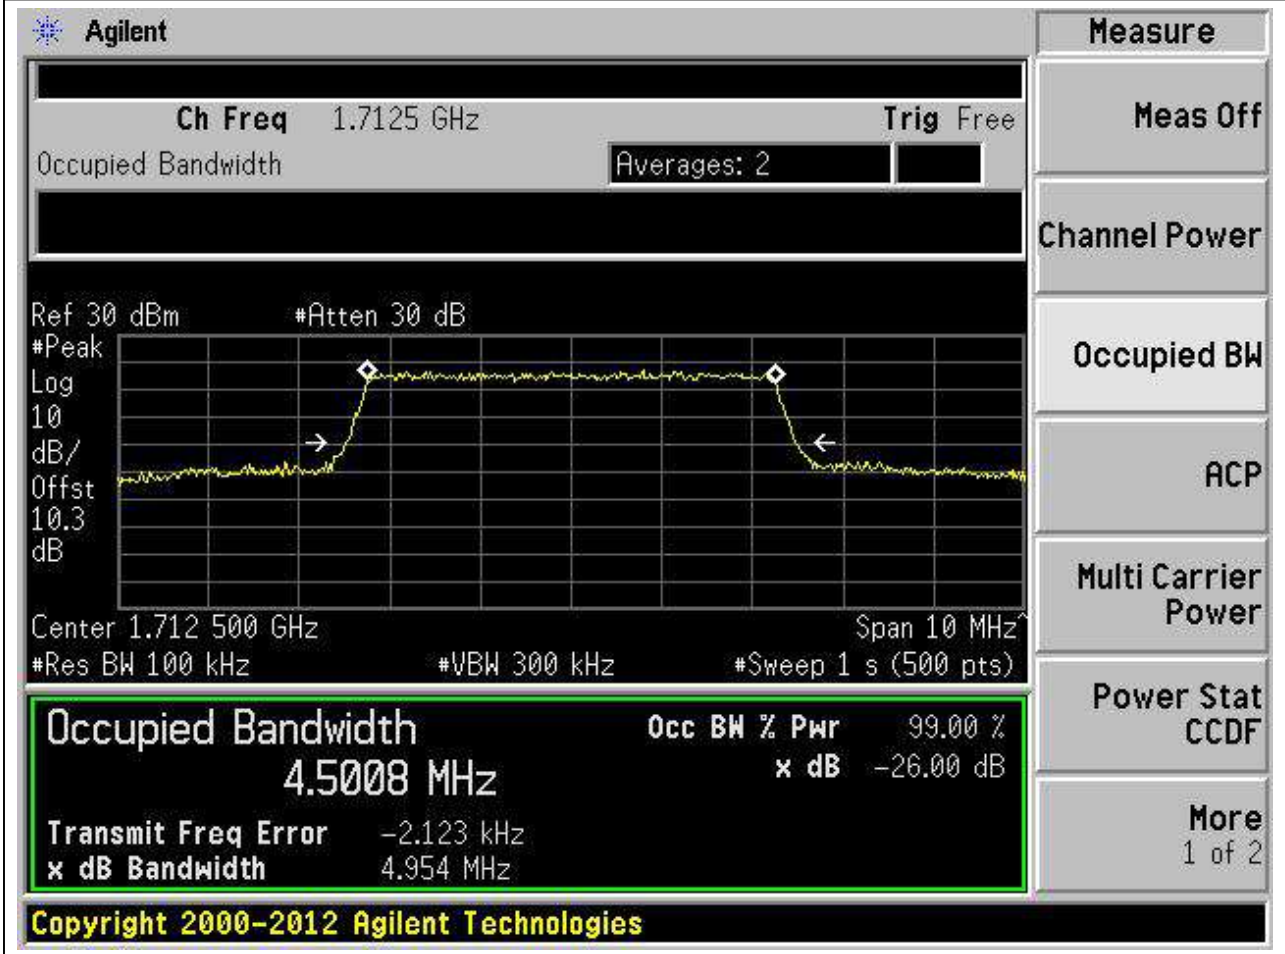 Agilent
Measure
Ch Freq 1.7125 GHz Trig Free
Occupied Bandwidth Averages: 2
Ref 30 dBm #Atten 30 dB
#Peak
Log
10
dB/
Offst
10.3
dB
Center 1.712 500 GHz Span 10 MHz^
#Res BW 100 kHz #VBW 300 kHz #Sweep 1 s (500 pts)
Occupied Bandwidth Occ BW % Pwr 99.00 %
4.5008 MHz x dB -26.00 dB
Transmit Freq Error -2.123 kHz
x dB Bandwidth 4.954 MHz
Copyright 2000-2012 Agilent Technologies
Meas Off
Channel Power
Occupied BW
ACP
Multi Carrier
Power
Power Stat
CCDF
More
1 of 2